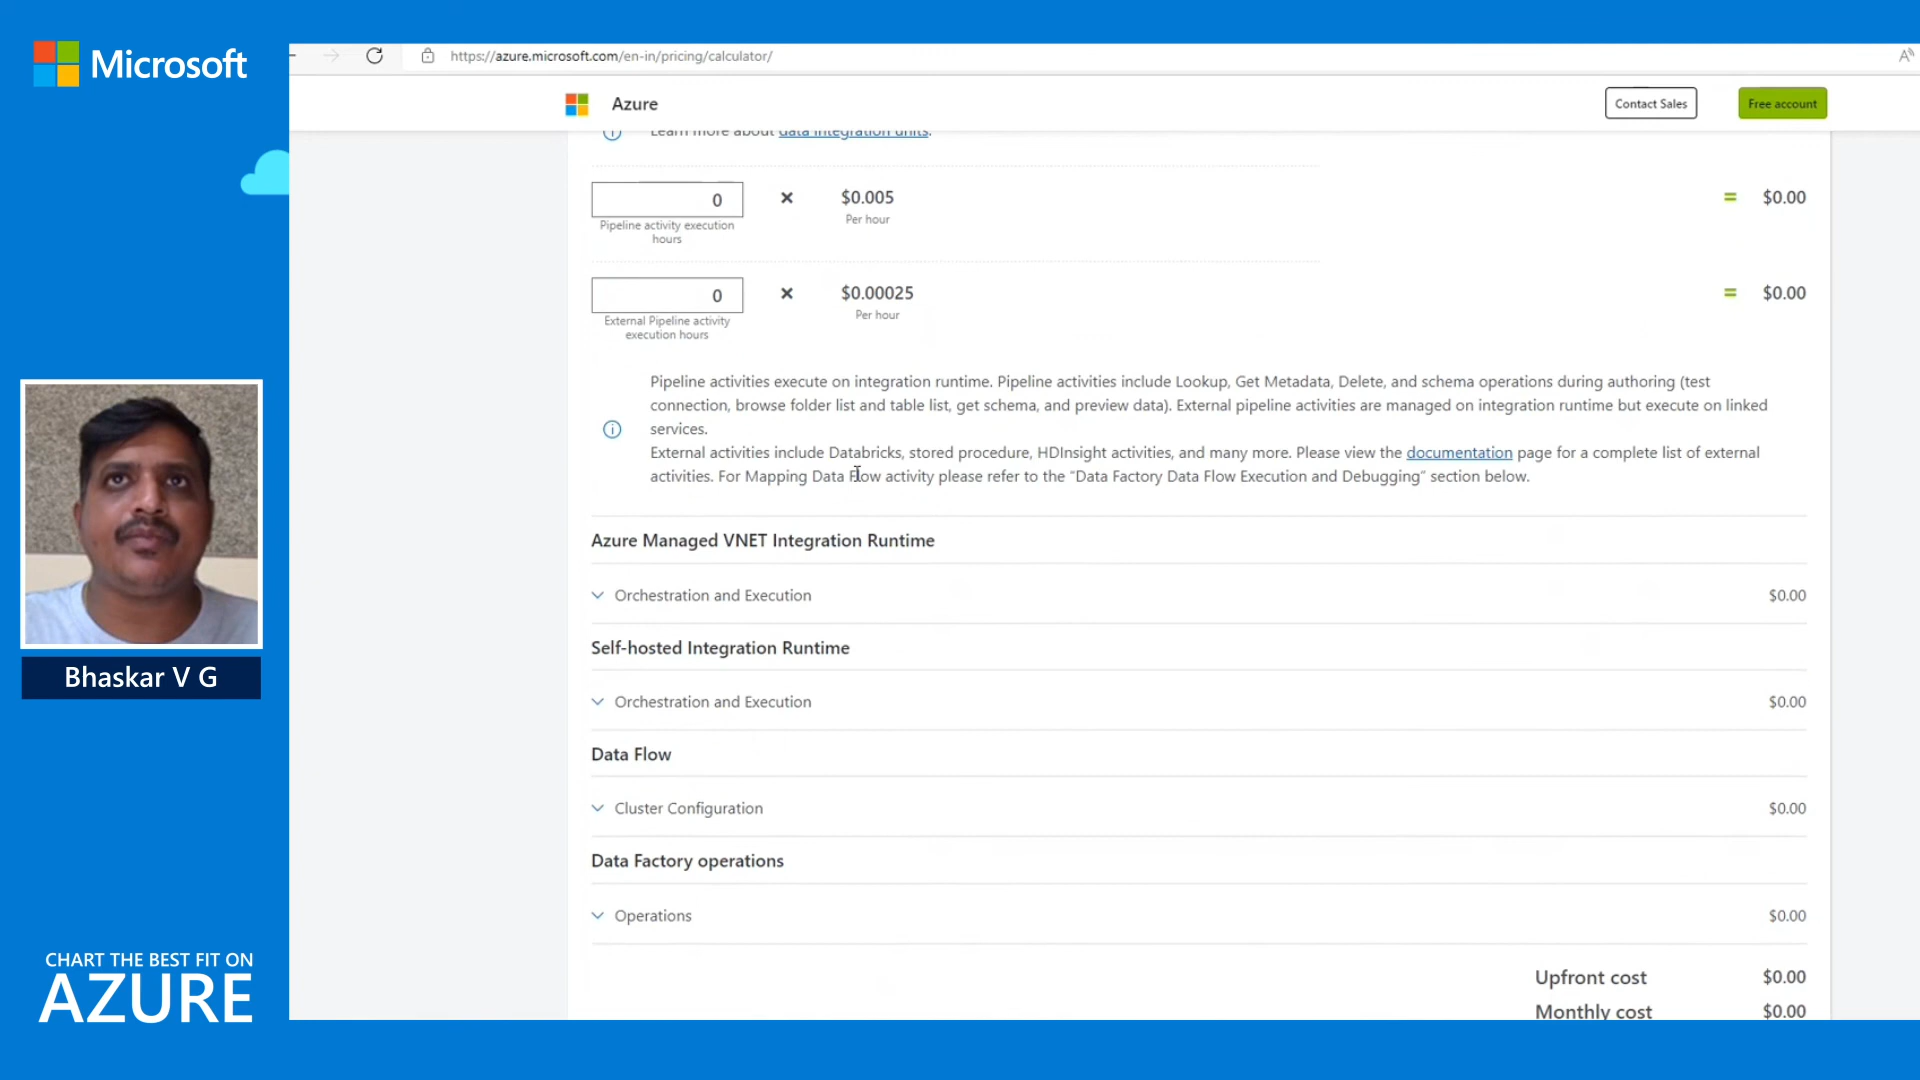 Microsoft
https://azure.microsoft.com/en-in/pricing/calculator/
A
Azure
Contact Sales
Free account
Learn more about data integration units.
0
×
$0.005
=
$0.00
Pipeline activity execution
hours
Per hour
0
×
$0.00025
=
$0.00
External Pipeline activity
execution hours
Per hour
Pipeline activities execute on integration runtime. Pipeline activities include Lookup, Get Metadata, Delete, and schema operations during authoring (test
connection, browse folder list and table list, get schema, and preview data). External pipeline activities are managed on integration runtime but execute on linked
services.
External activities include Databricks, stored procedure, HDInsight activities, and many more. Please view the documentation page for a complete list of external
activities. For Mapping Data Flow activity please refer to the “Data Factory Data Flow Execution and Debugging” section below.
Azure Managed VNET Integration Runtime
Orchestration and Execution
$0.00
Self-hosted Integration Runtime
Orchestration and Execution
$0.00
Data Flow
Cluster Configuration
$0.00
Data Factory operations
Operations
$0.00
Upfront cost
$0.00
Monthly cost
$0.00
Bhaskar V G
CHART THE BEST FIT ON
AZURE